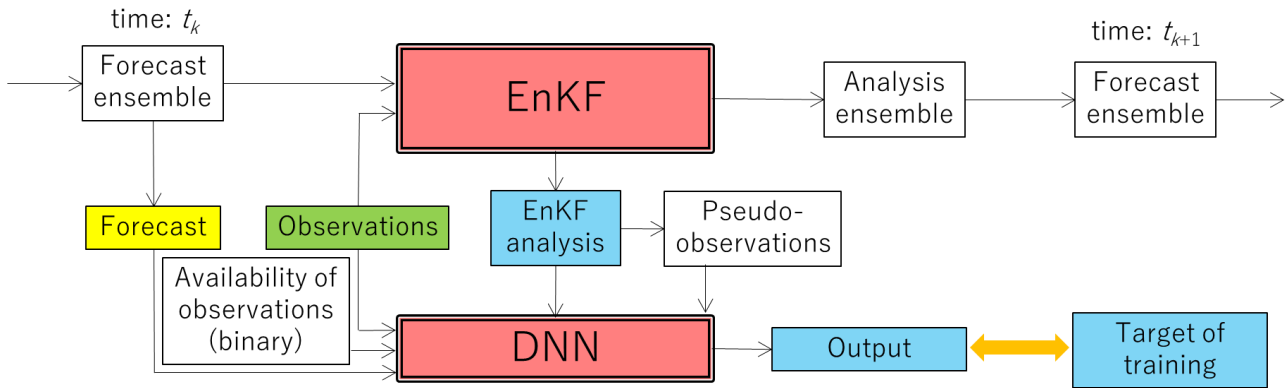 time: tk
time: tk+1
Forecast
ensemble
EnKF
Analysis
ensemble
Forecast
ensemble
Forecast
Observations
EnKF
analysis
Pseudo-
observations
Availability of
observations
(binary)
DNN
Output
Target of
training